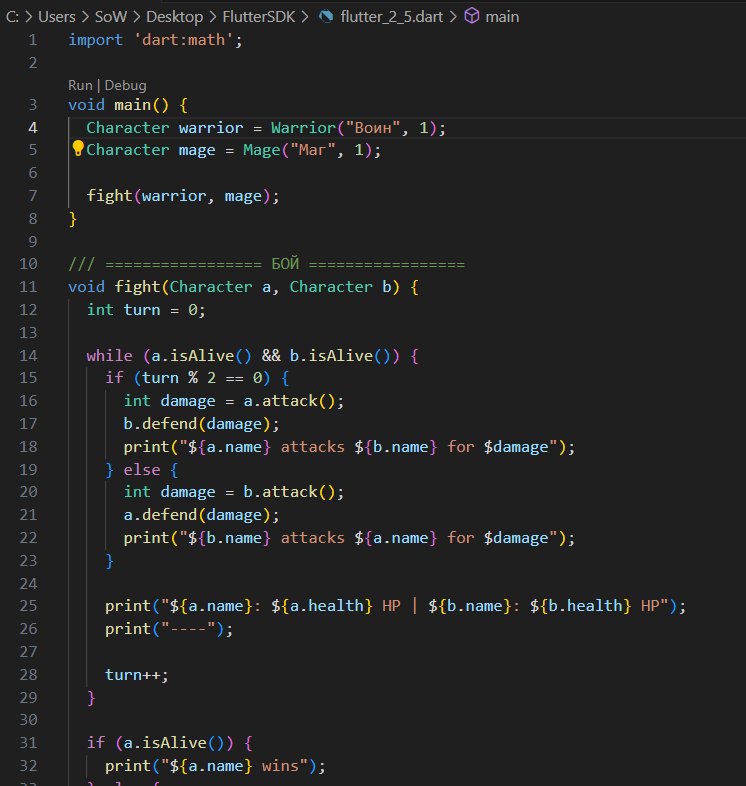 C: > Users > SoW > Desktop > FlutterSDK > flutter_2_5.dart > main
1 import 'dart:math';
2
Run | Debug
3 void main() {
4 Character warrior = Warrior("Воин", 1);
5 Character mage = Mage("Маг", 1);
6
7 fight(warrior, mage);
8 }
9
10 /// ================= БОЙ =================
11 void fight(Character a, Character b) {
12 int turn = 0;
13
14 while (a.isAlive() && b.isAlive()) {
15 if (turn % 2 == 0) {
16 int damage = a.attack();
17 b.defend(damage);
18 print("${a.name} attacks ${b.name} for $damage");
19 } else {
20 int damage = b.attack();
21 a.defend(damage);
22 print("${b.name} attacks ${a.name} for $damage");
23 }
24
25 print("${a.name}: ${a.health} HP | ${b.name}: ${b.health} HP");
26 print("----");
27
28 turn++;
29 }
30
31 if (a.isAlive()) {
32 print("${a.name} wins");
33 } else {